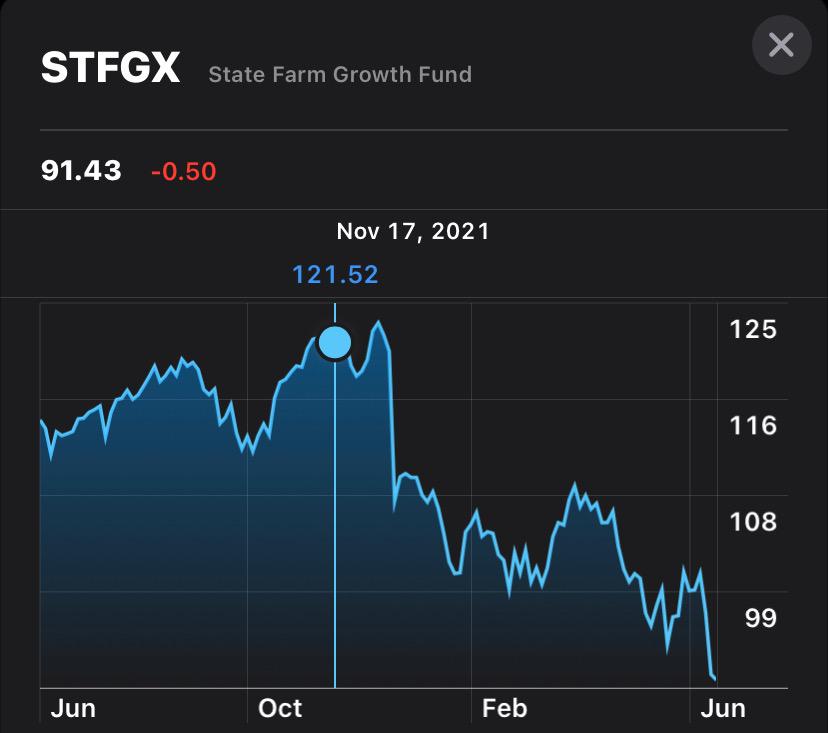 STFGX State Farm Growth Fund
91.43 -0.50
Nov 17, 2021
121.52
125
116
108
99
Jun Oct Feb Jun